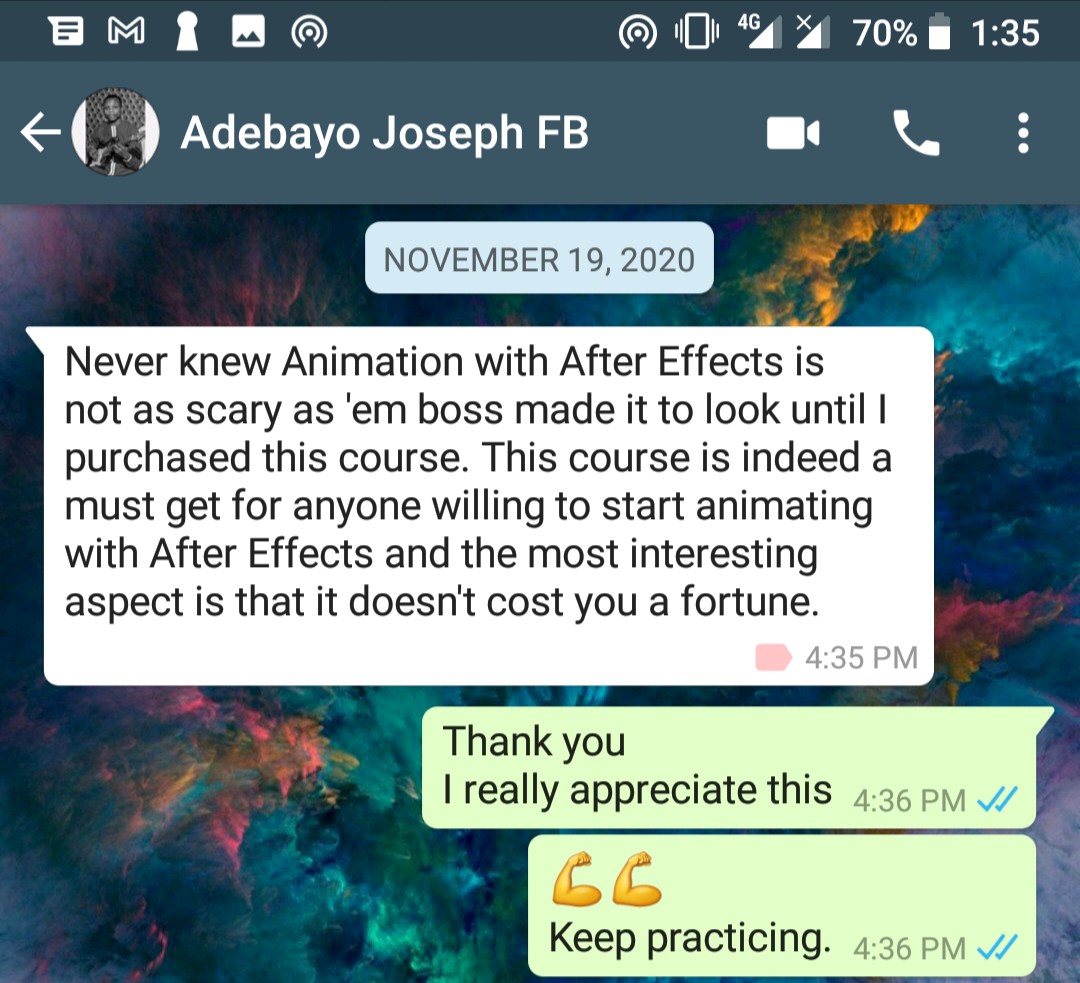 4G 70% 1:35
Adebayo Joseph FB
NOVEMBER 19, 2020
Never knew Animation with After Effects is
not as scary as 'em boss made it to look until I
purchased this course. This course is indeed a
must get for anyone willing to start animating
with After Effects and the most interesting
aspect is that it doesn't cost you a fortune.
4:35 PM
Thank you
I really appreciate this 4:36 PM
💪💪
Keep practicing. 4:36 PM